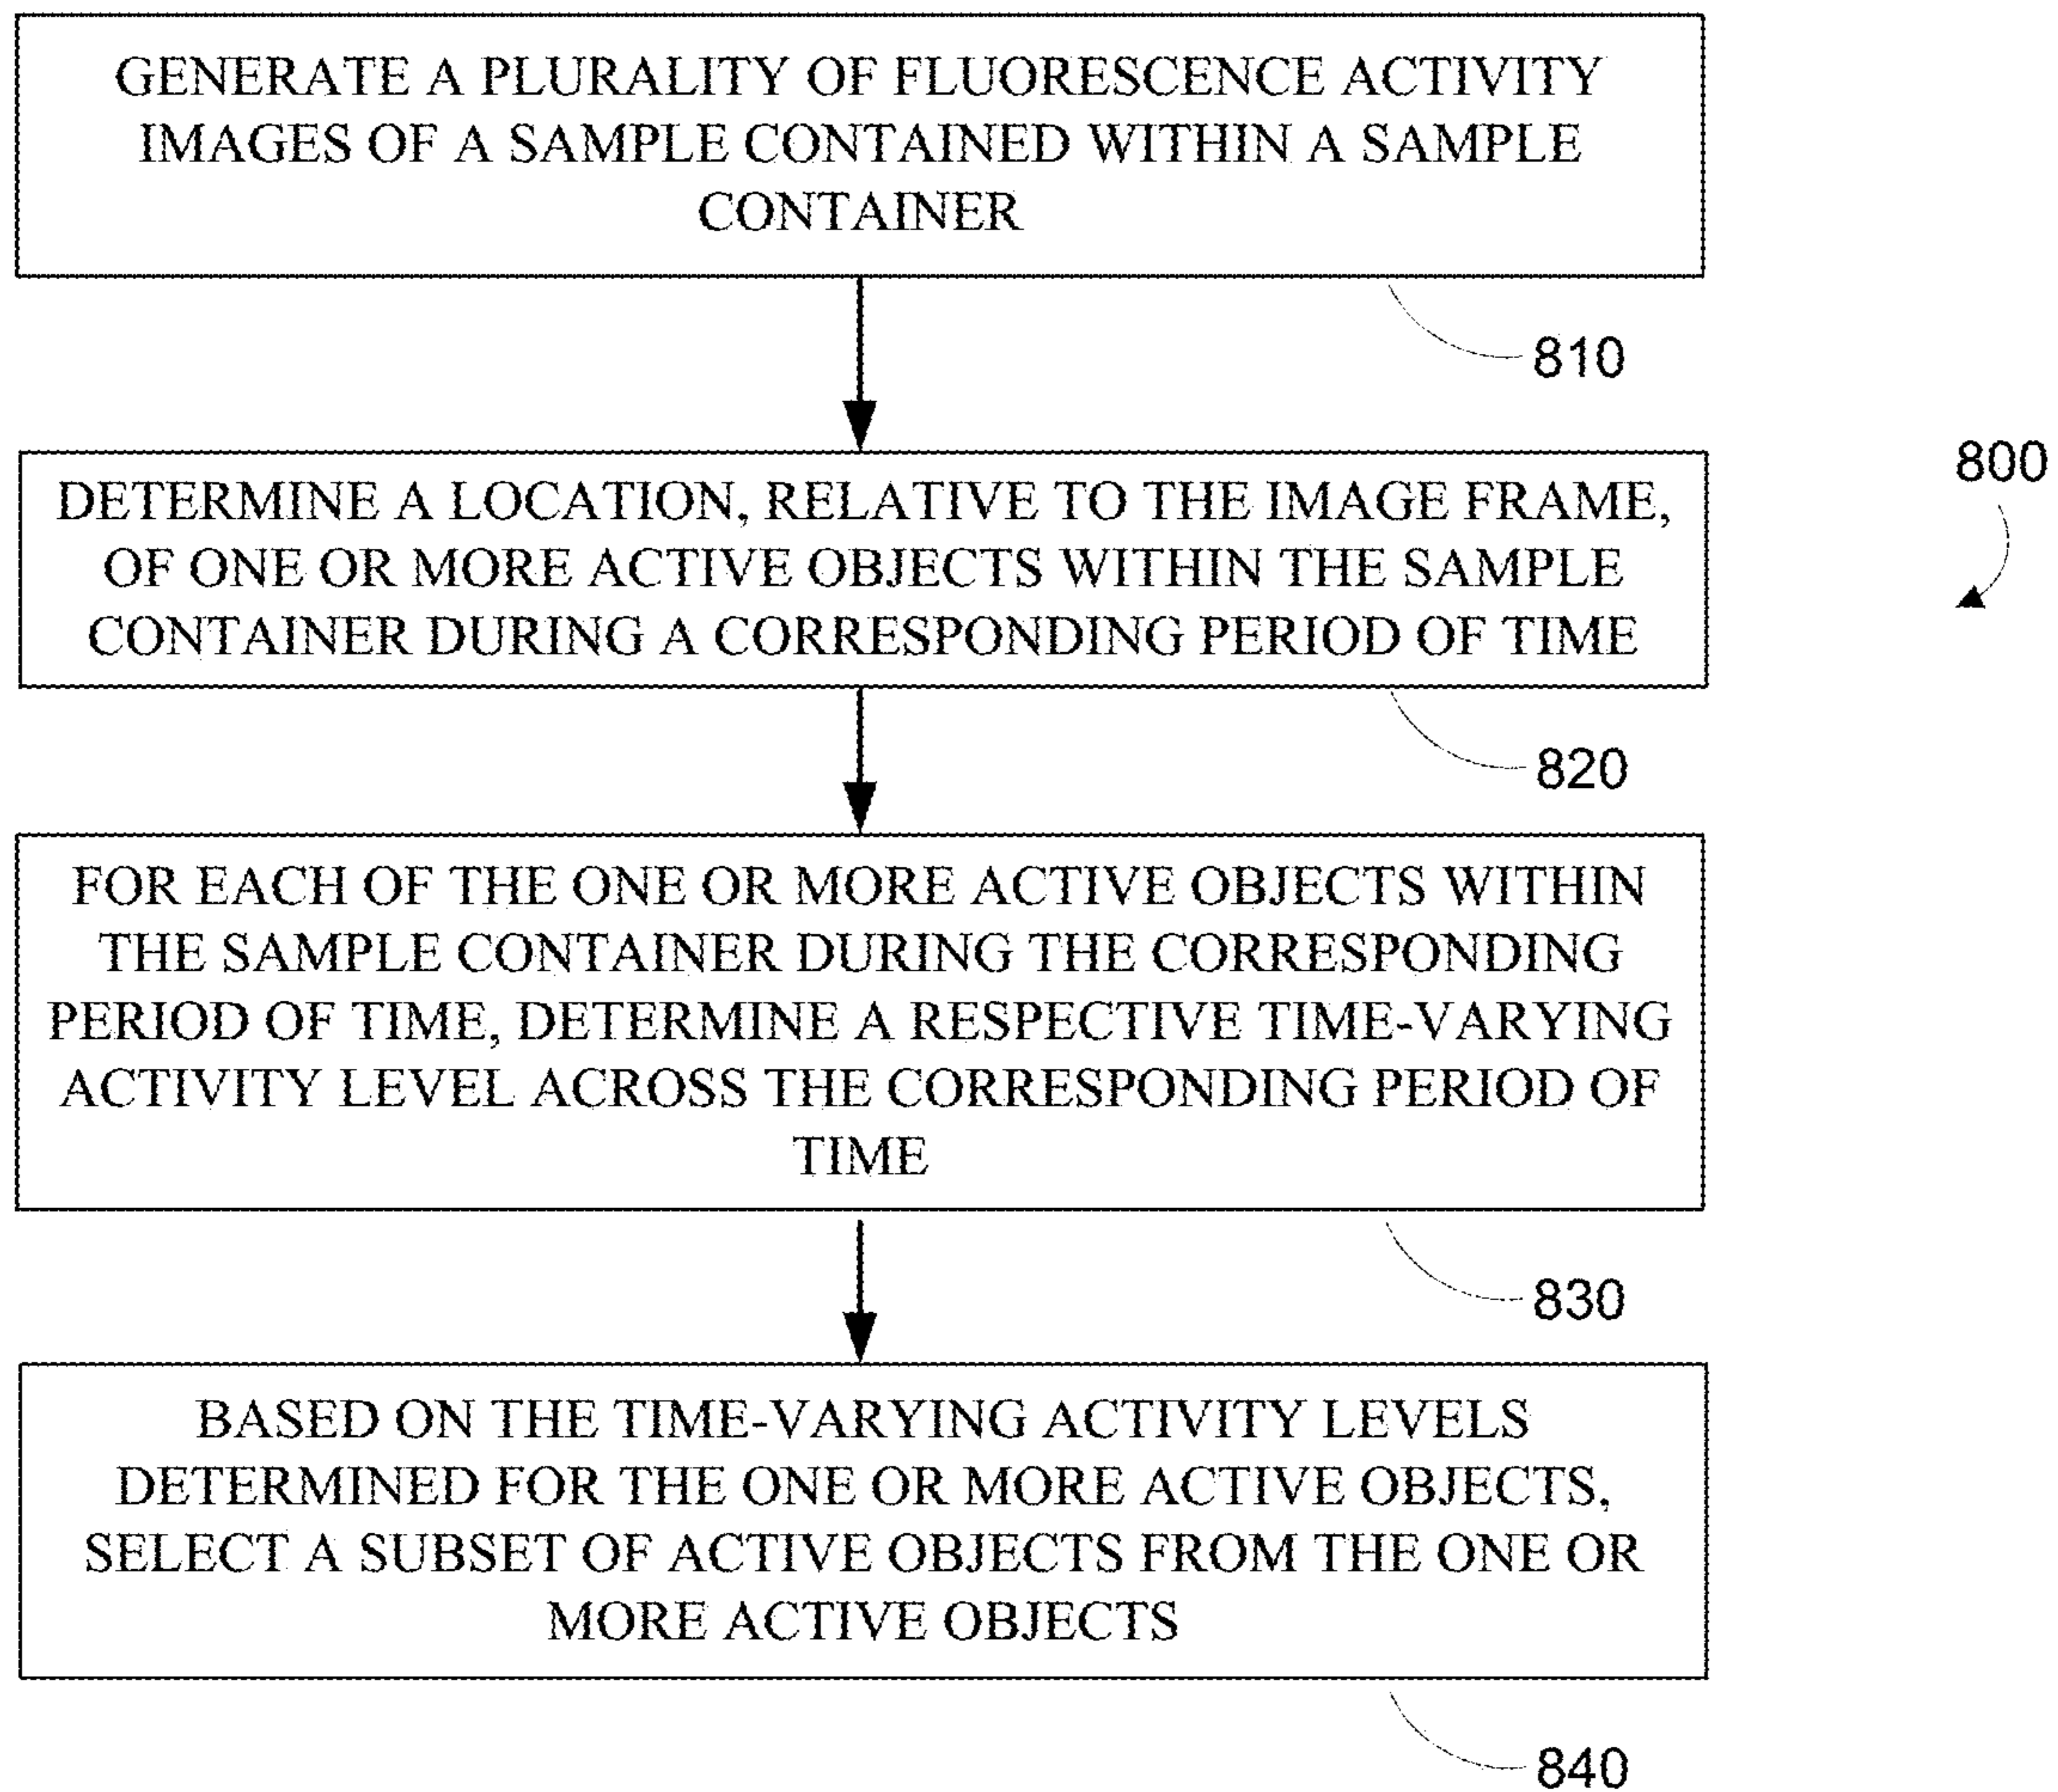 GENERATE A PLURALITY OF FLUORESCENCE ACTIVITY
IMAGES OF A SAMPLE CONTAINED WITHIN A SAMPLE
CONTAINER
810
800
DETERMINE A LOCATION, RELATIVE TO THE IMAGE FRAME,
OF ONE OR MORE ACTIVE OBJECTS WITHIN THE SAMPLE
CONTAINER DURING A CORRESPONDING PERIOD OF TIME
820
FOR EACH OF THE ONE OR MORE ACTIVE OBJECTS WITHIN
THE SAMPLE CONTAINER DURING THE CORRESPONDING
PERIOD OF TIME, DETERMINE A RESPECTIVE TIME-VARYING
ACTIVITY LEVEL ACROSS THE CORRESPONDING PERIOD OF
TIME
830
BASED ON THE TIME-VARYING ACTIVITY LEVELS
DETERMINED FOR THE ONE OR MORE ACTIVE OBJECTS,
SELECT A SUBSET OF ACTIVE OBJECTS FROM THE ONE OR
MORE ACTIVE OBJECTS
840